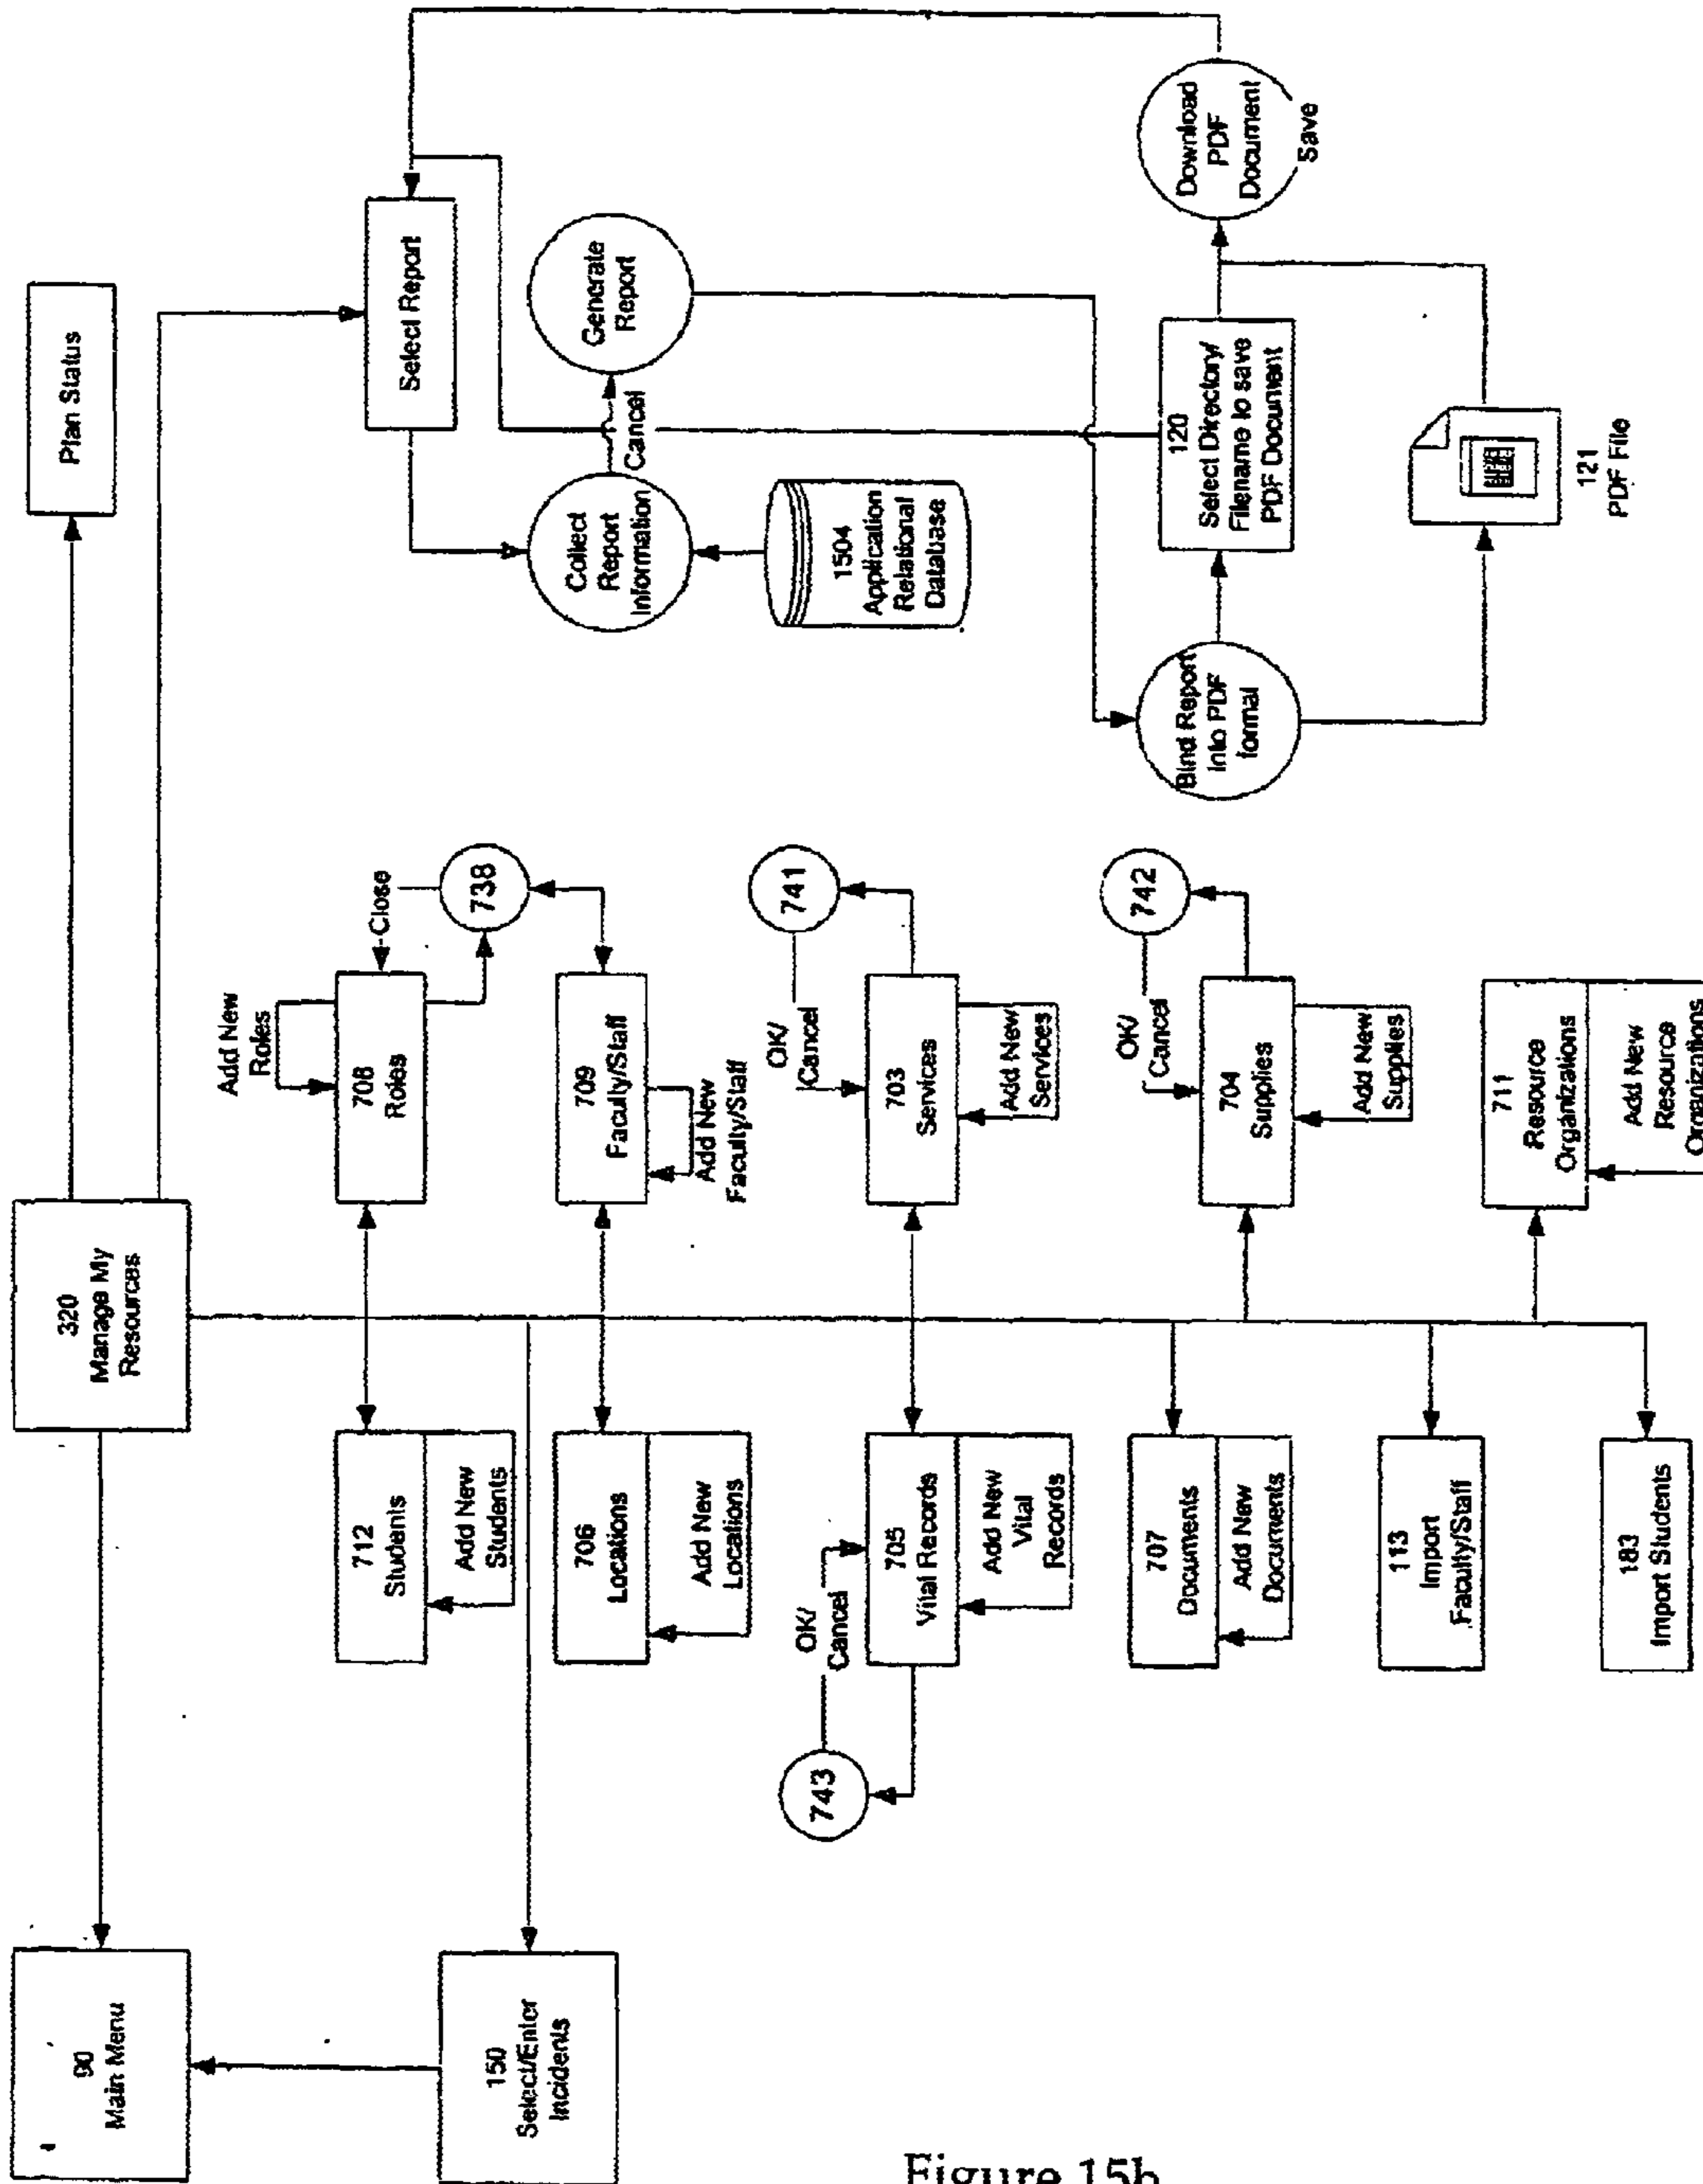 90
Main Menu
150
Select/Enter
Incidents
320
Manage My
Resources
Plan Status
712
Students
Add New
Students
706
Locations
Add New
Locations
743
OK/
Cancel
705
Vital Records
Add New
Vital
Records
707
Documents
Add New
Documents
113
Import
Faculty/Staff
183
Import Students
Add New
Roles
708
Roles
Close
738
709
Faculty/Staff
Add New
Faculty/Staff
OK/
Cancel
741
703
Services
Add New
Services
OK/
Cancel
742
704
Supplies
Add New
Supplies
711
Resource
Organizations
Add New
Resource
Organizations
Select Report
Collect
Report
Information
Cancel
Generate
Report
1504
Application
Relational
Database
Bind Report
into PDF
format
120
Select Directory/
Filename to save
PDF Document
Download
PDF
Document
Save
121
PDF File
Figure 15b